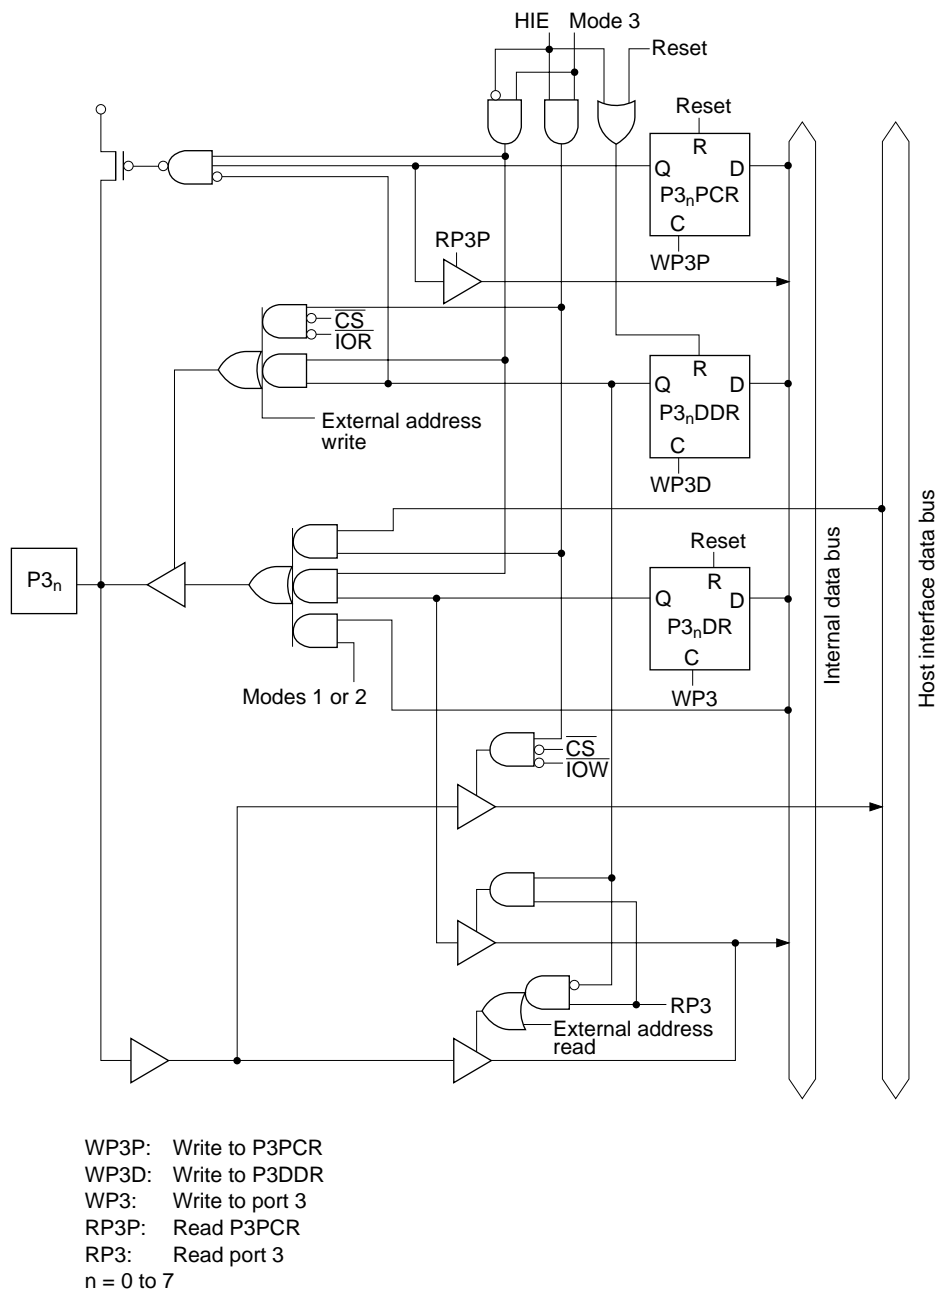 HIE Mode 3
Reset
Reset
R
Q D
P3nPCR
C
WP3P
RP3P
CS
IOR
R
Q D
P3nDDR
C
WP3D
External address
write
Reset
R
Q D
P3nDR
C
WP3
P3n
Modes 1 or 2
Internal data bus
Host interface data bus
CS
IOW
RP3
External address
read
WP3P: Write to P3PCR
WP3D: Write to P3DDR
WP3: Write to port 3
RP3P: Read P3PCR
RP3: Read port 3
n = 0 to 7